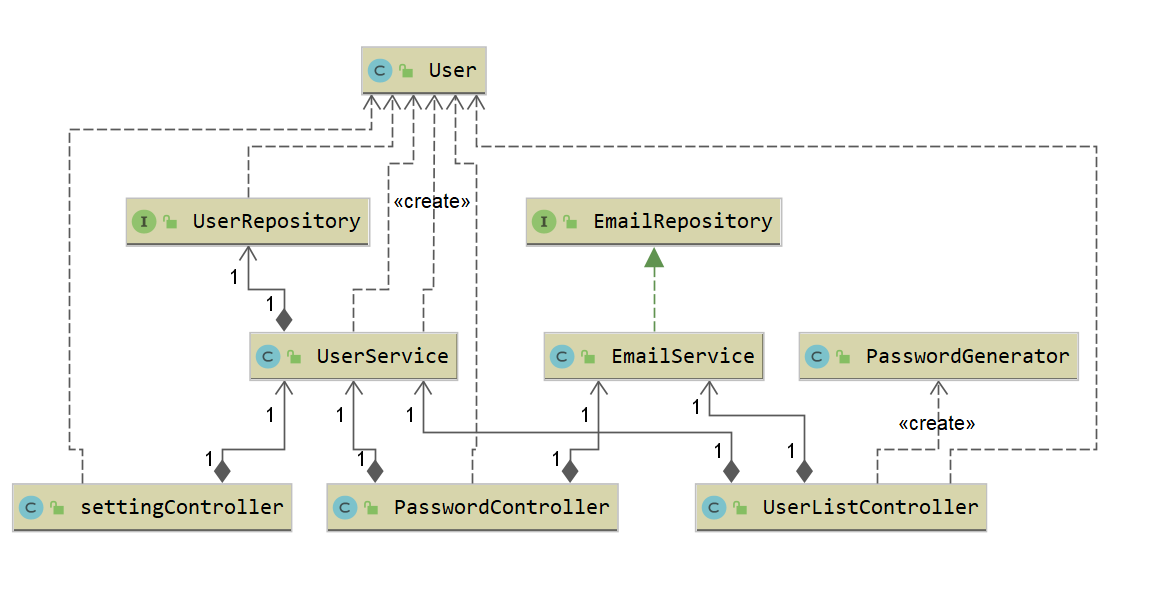 C User
«create»
I UserRepository
I EmailRepository
1
1
C UserService
C EmailService
C PasswordGenerator
1
1
1
1
1
«create»
1
1
1
1
1
C settingController
C PasswordController
C UserListController